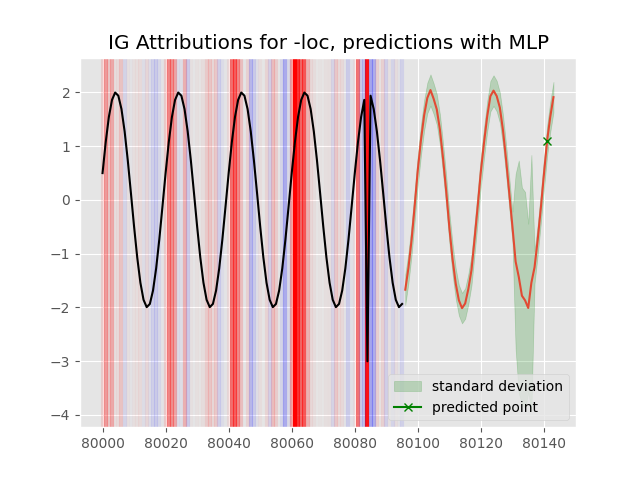 IG Attributions for -loc, predictions with MLP
2
1
0
−1
−2
−3
−4
standard deviation
predicted point
80000 80020 80040 80060 80080 80100 80120 80140